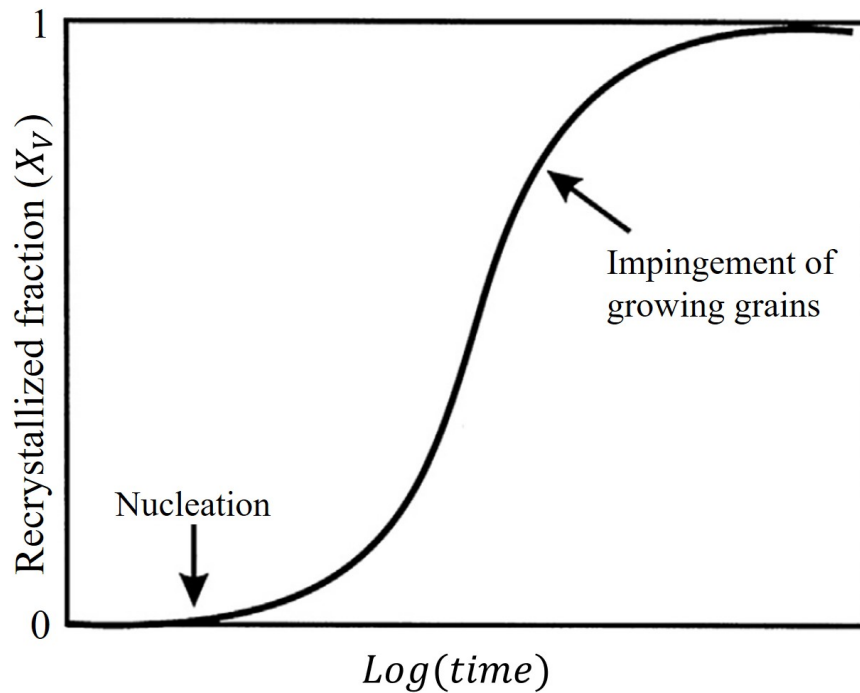 1
Recrystallized fraction (X_V)
Impingement of
growing grains
Nucleation
0
Log(time)